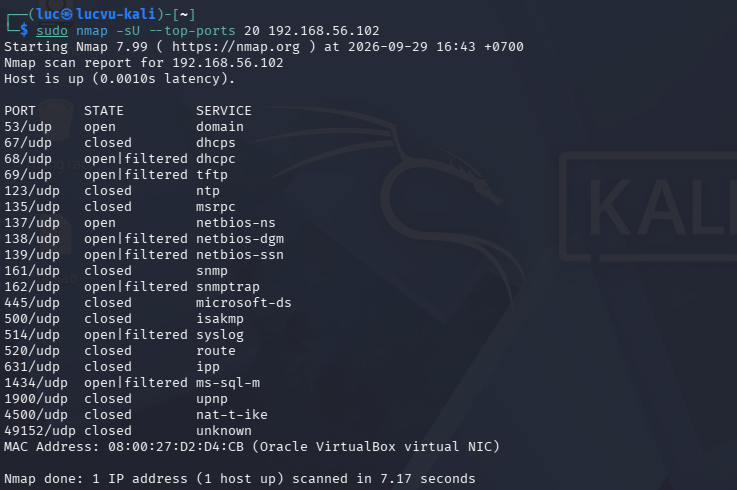 ┌──(luc㉿lucvu-kali)-[~]
└─$ sudo nmap -sU --top-ports 20 192.168.56.102
Starting Nmap 7.99 ( https://nmap.org ) at 2026-09-29 16:43 +0700
Nmap scan report for 192.168.56.102
Host is up (0.0010s latency).

PORT      STATE         SERVICE
53/udp    open          domain
67/udp    closed        dhcps
68/udp    open|filtered dhcpc
69/udp    open|filtered tftp
123/udp   closed        ntp
135/udp   closed        msrpc
137/udp   open          netbios-ns
138/udp   open|filtered netbios-dgm
139/udp   open|filtered netbios-ssn
161/udp   closed        snmp
162/udp   open|filtered snmptrap
445/udp   closed        microsoft-ds
500/udp   closed        isakmp
514/udp   open|filtered syslog
520/udp   closed        route
631/udp   closed        ipp
1434/udp  open|filtered ms-sql-m
1900/udp  closed        upnp
4500/udp  closed        nat-t-ike
49152/udp closed        unknown
MAC Address: 08:00:27:D2:D4:CB (Oracle VirtualBox virtual NIC)

Nmap done: 1 IP address (1 host up) scanned in 7.17 seconds
KALI